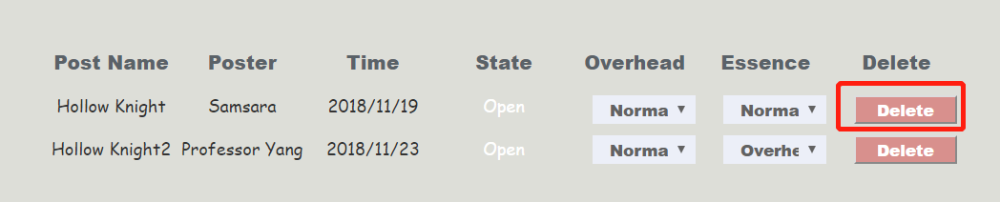 Post Name Poster Time State Overhead Essence Delete
Hollow Knight Samsara 2018/11/19 Open Norma Norma Delete
Hollow Knight2 Professor Yang 2018/11/23 Open Norma Overhe Delete